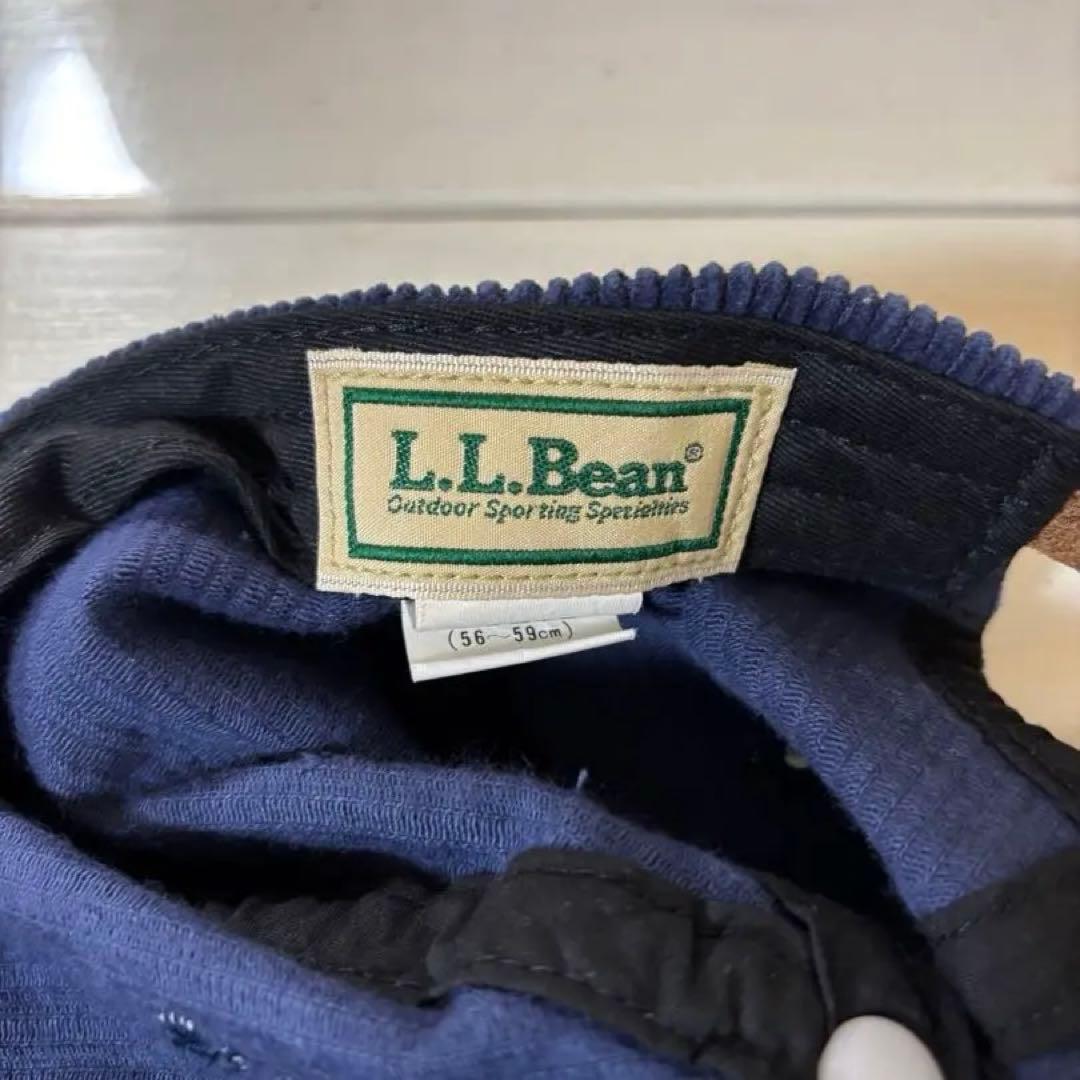 L.L.Bean®
Outdoor Sporting Specialties
(56〜59cm)